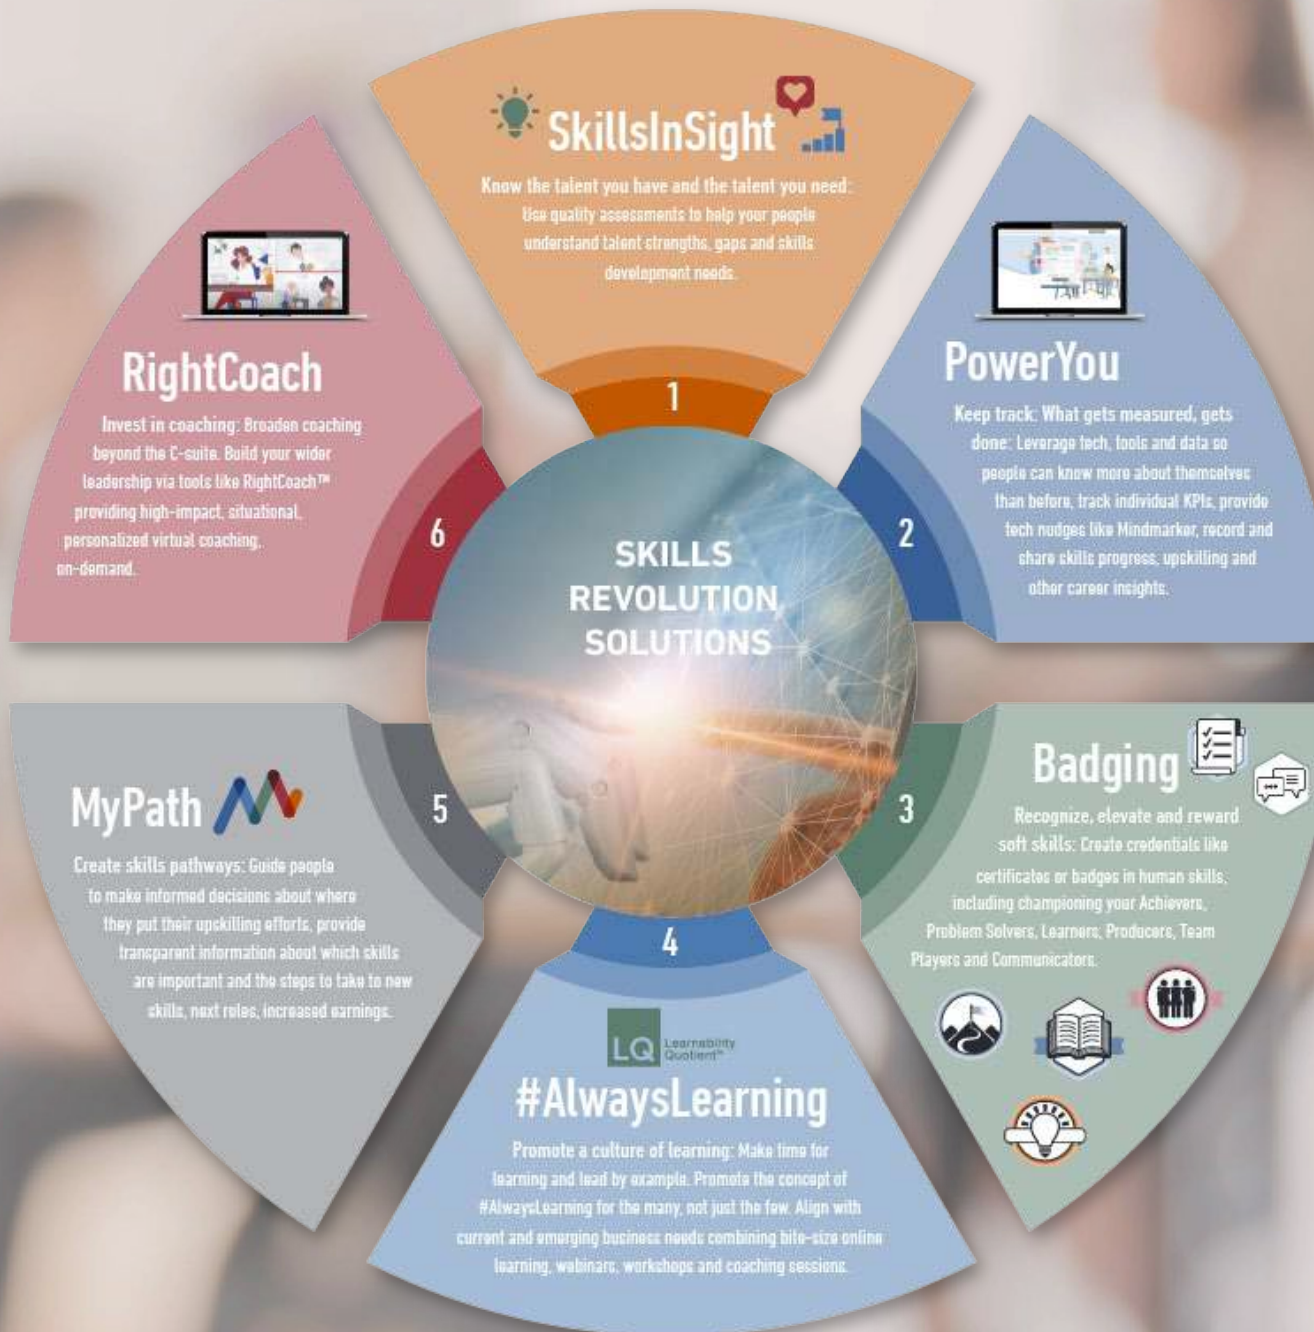 SKILLS
REVOLUTION
SOLUTIONS
1
SkillsInSight
Know the talent you have and the talent you need:
Use quality assessments to help your people
understand talent strengths, gaps and skills
development needs.
2
PowerYou
Keep track: What gets measured, gets
done: Leverage tech, tools and data so
people can know more about themselves
than before, track individual KPIs, provide
tech nudges like Mindmarker, record and
share skills progress, upskilling and
other career insights.
3
Badging
Recognize, elevate and reward
soft skills: Create credentials like
certificates or badges in human skills,
including championing your Achievers,
Problem Solvers, Learners, Producers, Team
Players and Communicators.
4
LQ Learnability
Quotient™
#AlwaysLearning
Promote a culture of learning: Make time for
learning and lead by example. Promote the concept of
#AlwaysLearning for the many, not just the few. Align with
current and emerging business needs combining bite-size online
learning, webinars, workshops and coaching sessions.
5
MyPath
Create skills pathways: Guide people
to make informed decisions about where
they put their upskilling efforts, provide
transparent information about which skills
are important and the steps to take to new
skills, next roles, increased earnings.
6
RightCoach
Invest in coaching: Broaden coaching
beyond the C-suite. Build your wider
leadership via tools like RightCoach™
providing high-impact, situational,
personalized virtual coaching,
on-demand.